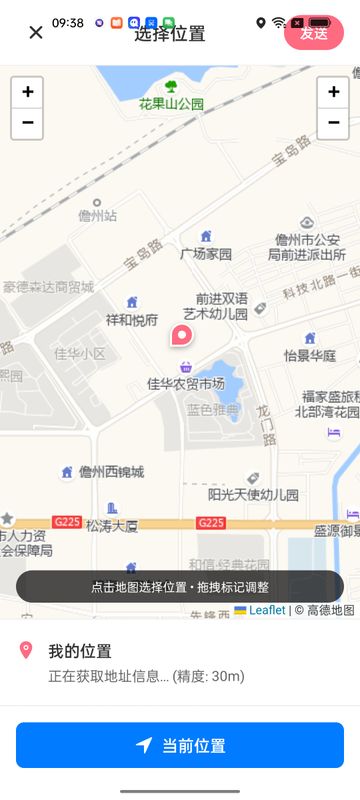 09:38
选择位置
发送
+
+
−
−
花果山公园
宝岛路
儋州站
宝岛路
广场家园
儋州市公安
局前进派出所
科技北路一街
豪德森达商贸城
前进双语
艺术幼儿园
祥和悦府
路
佳华小区
怡景华庭
熙园
佳华农贸市场
蓝色雅典
龙门路
福家盛旅租
北部湾花园
儋州西锦城
阳光天使幼儿园
G225
松涛大厦
G225
盛源御景
市人力资
会保障局
和信·经典花园
点击地图选择位置 • 拖拽标记调整
先锋西
Leaflet | © 高德地图
我的位置
正在获取地址信息... (精度: 30m)
当前位置